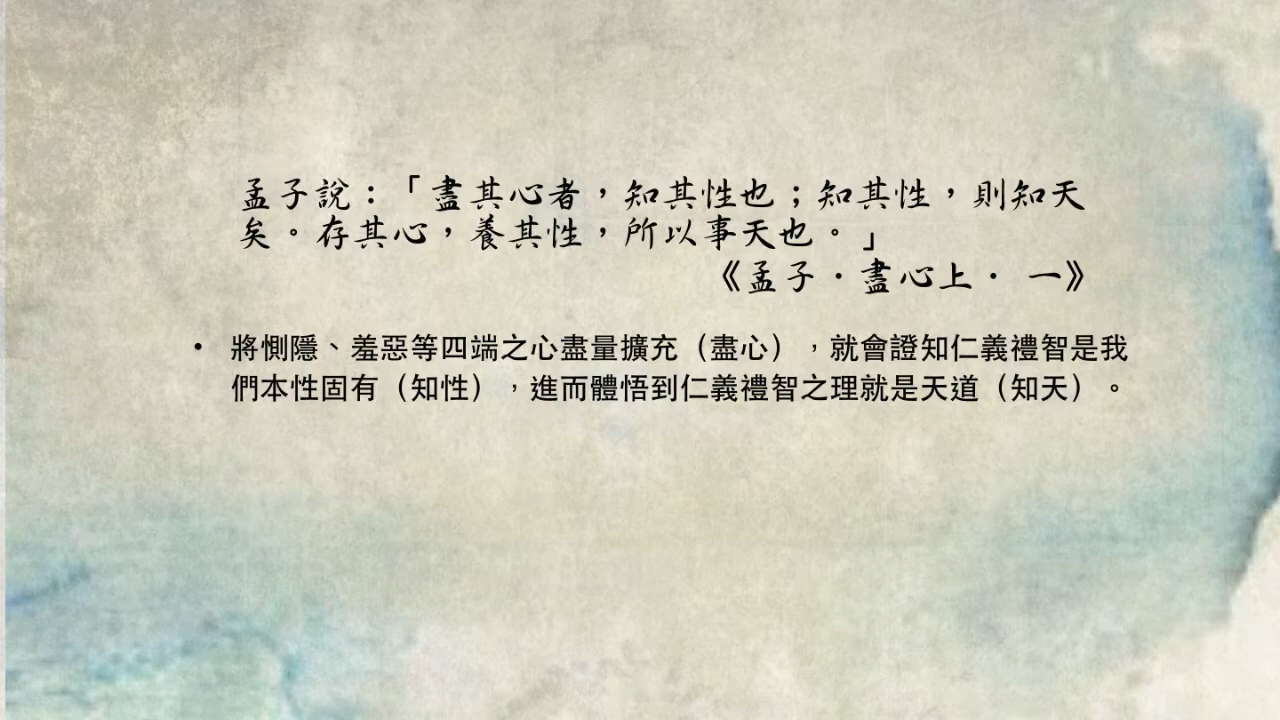 孟子說：「盡其心者，知其性也；知其性，則知天
矣。存其心，養其性，所以事天也。」
《孟子．盡心上． 一》
• 將惻隱、羞惡等四端之心盡量擴充（盡心），就會證知仁義禮智是我
們本性固有（知性），進而體悟到仁義禮智之理就是天道（知天）。